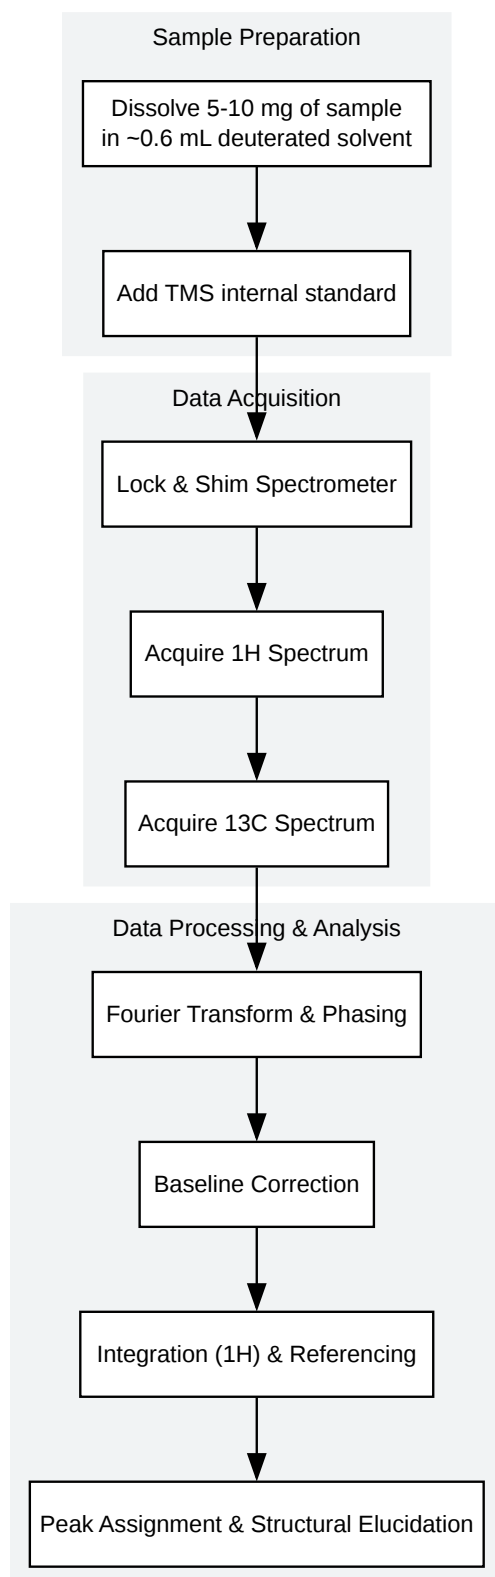 Sample Preparation
Dissolve 5-10 mg of sample
in ~0.6 mL deuterated solvent
Add TMS internal standard
Data Acquisition
Lock & Shim Spectrometer
Acquire 1H Spectrum
Acquire 13C Spectrum
Data Processing & Analysis
Fourier Transform & Phasing
Baseline Correction
Integration (1H) & Referencing
Peak Assignment & Structural Elucidation